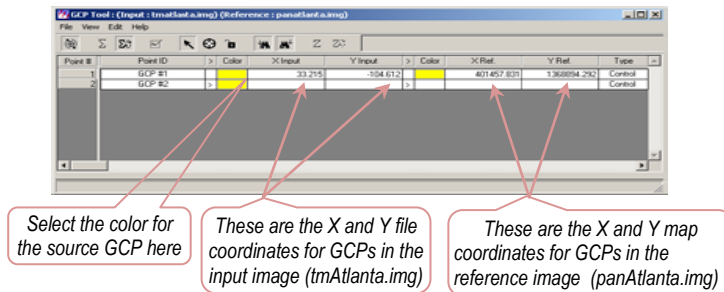 GCP Tool : (Input : tmatlanta.img) (Reference : panatlanta.img)
File View Edit Help
Point # Point ID > Color X Input Y Input > Color X Ref. Y Ref. Type
1 GCP #1 33.215 -104.612 401457.831 1368894.292 Control
2 GCP #2 > > Control
Select the color for
the source GCP here
These are the X and Y file
coordinates for GCPs in the
input image (tmAtlanta.img)
These are the X and Y map
coordinates for GCPs in the
reference image (panAtlanta.img)